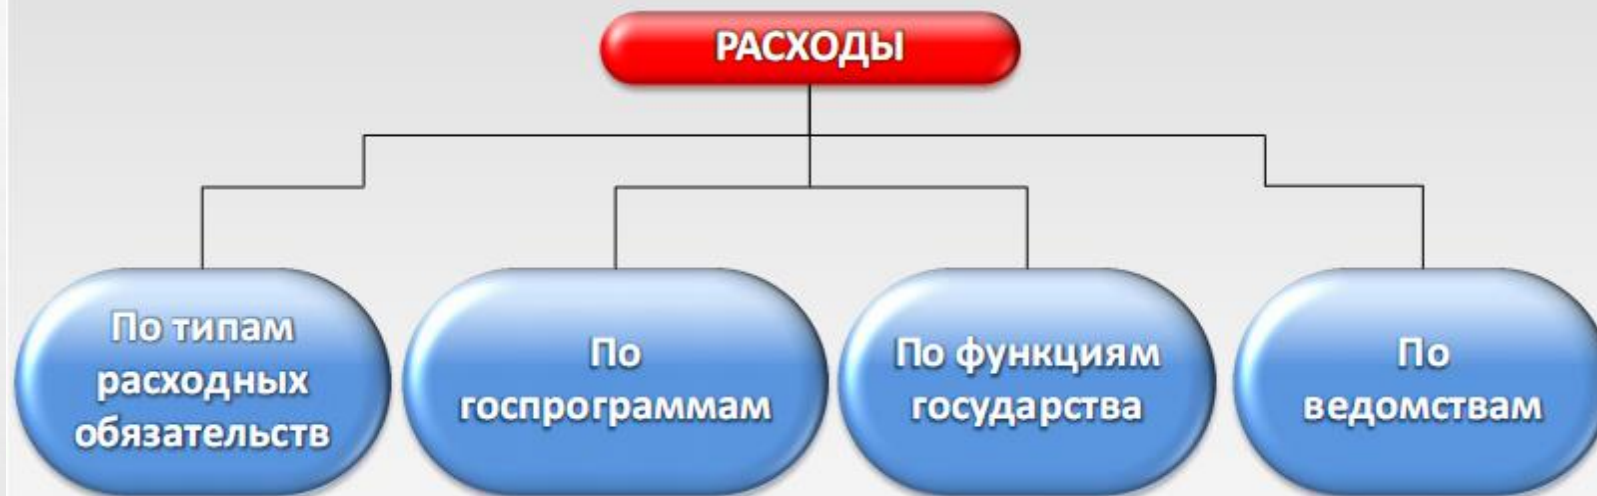 РАСХОДЫ
По типам
расходных
обязательств
По
госпрограммам
По функциям
государства
По
ведомствам